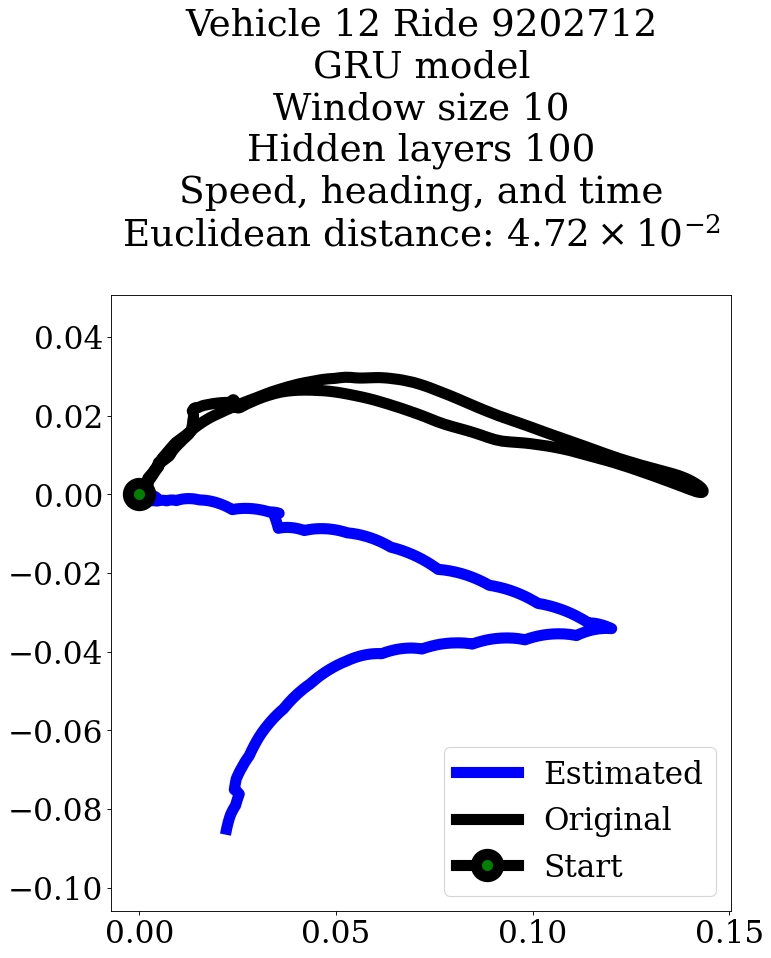 Vehicle 12 Ride 9202712
GRU model
Window size 10
Hidden layers 100
Speed, heading, and time
Euclidean distance: 4.72 × 10⁻²
0.04
0.02
0.00
−0.02
−0.04
−0.06
−0.08
−0.10
Estimated
Original
Start
0.00 0.05 0.10 0.15